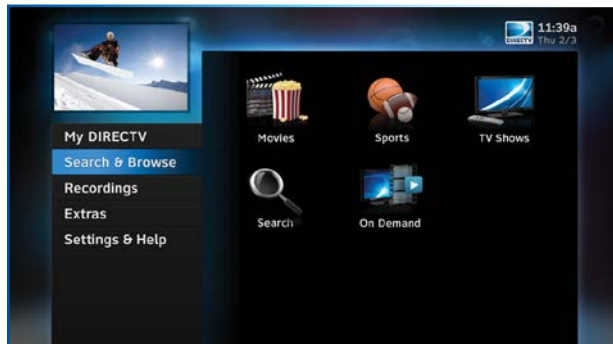 DIRECTV
11:39a
Thu 2/3
My DIRECTV
Search & Browse
Recordings
Extras
Settings & Help
Movies
Sports
TV Shows
Search
On Demand